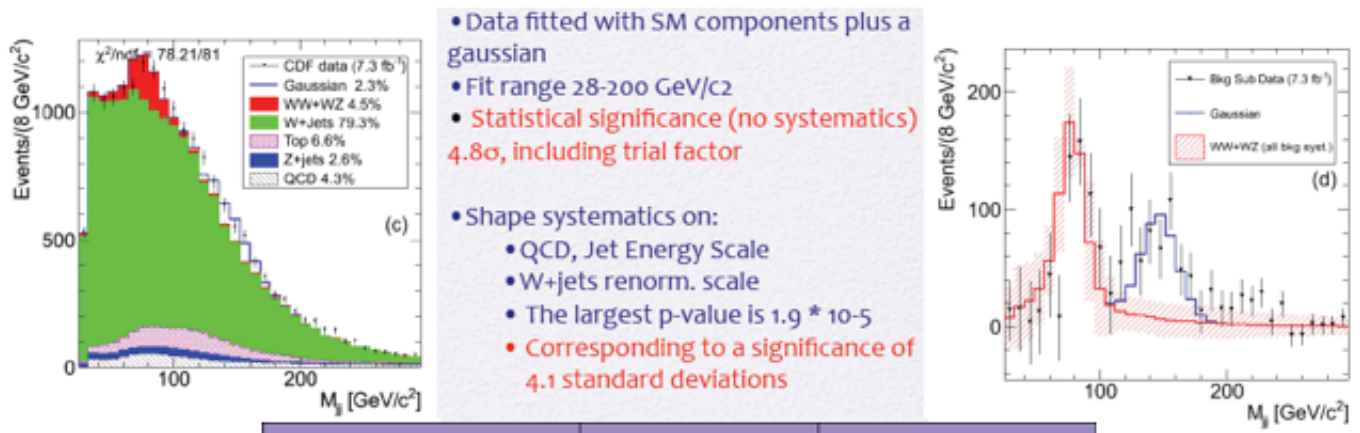 χ²/ndf = 78.21/81
CDF data (7.3 fb⁻¹)
Gaussian 2.3%
WW+WZ 4.5%
W+Jets 79.3%
Top 6.6%
Z+jets 2.6%
QCD 4.3%
(c)
Events/(8 GeV/c²)
1000
500
0
100
200
M_jj [GeV/c²]
•Data fitted with SM components plus a
gaussian
•Fit range 28-200 GeV/c2
• Statistical significance (no systematics)
4.8σ, including trial factor
•Shape systematics on:
•QCD, Jet Energy Scale
•W+jets renorm. scale
•The largest p-value is 1.9 * 10-5
•Corresponding to a significance of
4.1 standard deviations
Events/(8 GeV/c²)
200
100
0
Bkg Sub Data (7.3 fb⁻¹)
Gaussian
WW+WZ (all bkg syst.)
(d)
100
200
M_jj [GeV/c²]